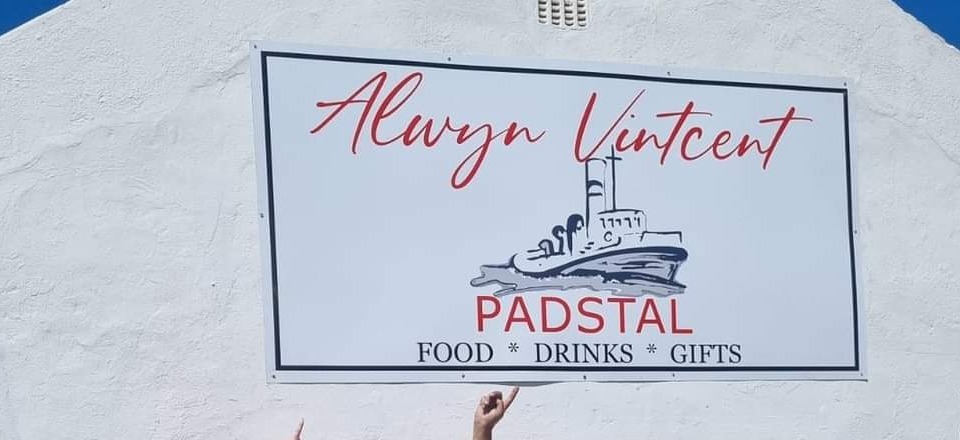 Alwyn Vintcent
PADSTAL
FOOD * DRINKS * GIFTS